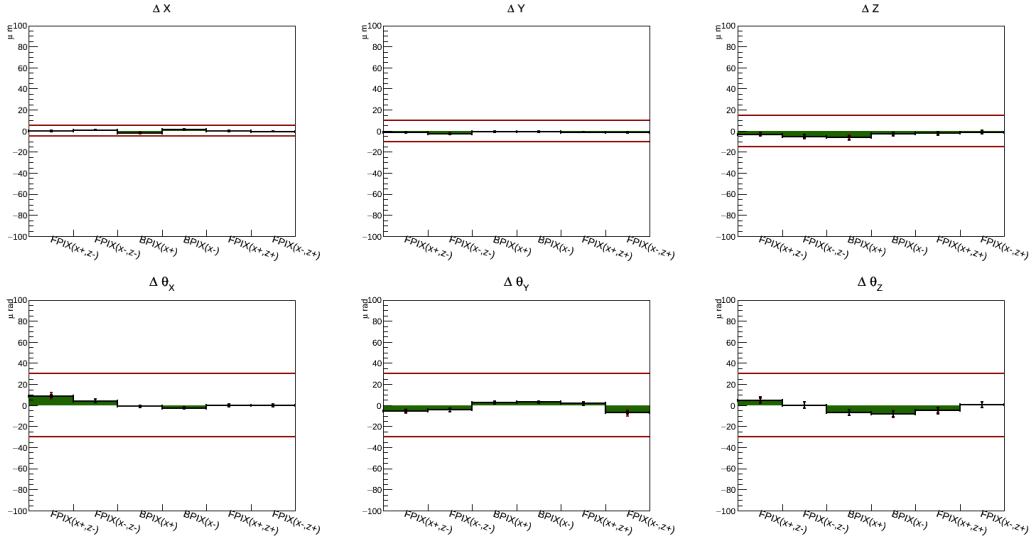 Δ X
Δ Y
Δ Z
μ m
100
80
60
40
20
0
−20
−40
−60
−80
−100
FPIX(x+,z-)
FPIX(x-,z-)
BPIX(x+)
BPIX(x-)
FPIX(x+,z+)
FPIX(x-,z+)
μ m
100
80
60
40
20
0
−20
−40
−60
−80
−100
FPIX(x+,z-)
FPIX(x-,z-)
BPIX(x+)
BPIX(x-)
FPIX(x+,z+)
FPIX(x-,z+)
μ m
100
80
60
40
20
0
−20
−40
−60
−80
−100
FPIX(x+,z-)
FPIX(x-,z-)
BPIX(x+)
BPIX(x-)
FPIX(x+,z+)
FPIX(x-,z+)
Δ θX
Δ θY
Δ θZ
μ rad
100
80
60
40
20
0
−20
−40
−60
−80
−100
FPIX(x+,z-)
FPIX(x-,z-)
BPIX(x+)
BPIX(x-)
FPIX(x+,z+)
FPIX(x-,z+)
μ rad
100
80
60
40
20
0
−20
−40
−60
−80
−100
FPIX(x+,z-)
FPIX(x-,z-)
BPIX(x+)
BPIX(x-)
FPIX(x+,z+)
FPIX(x-,z+)
μ rad
100
80
60
40
20
0
−20
−40
−60
−80
−100
FPIX(x+,z-)
FPIX(x-,z-)
BPIX(x+)
BPIX(x-)
FPIX(x+,z+)
FPIX(x-,z+)